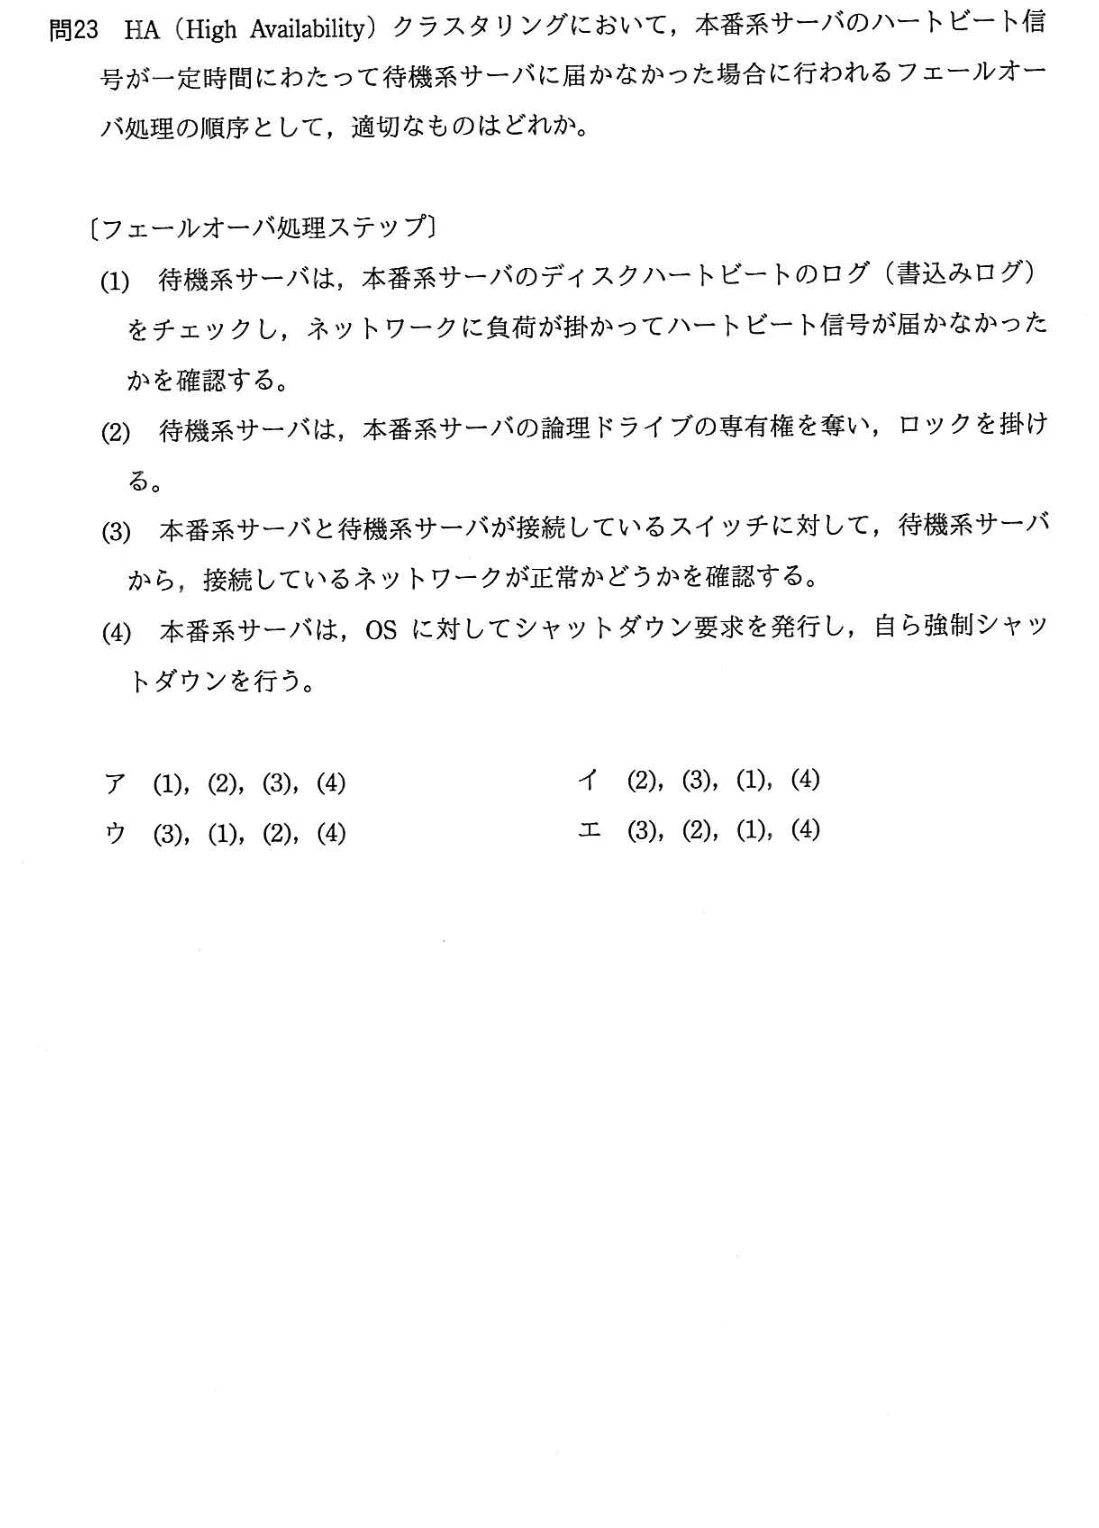 問23 HA（High Availability）クラスタリングにおいて，本番系サーバのハートビート信
号が一定時間にわたって待機系サーバに届かなかった場合に行われるフェールオー
バ処理の順序として，適切なものはどれか。
〔フェールオーバ処理ステップ〕
(1) 待機系サーバは，本番系サーバのディスクハートビートのログ（書込みログ）
をチェックし，ネットワークに負荷が掛かってハートビート信号が届かなかった
かを確認する。
(2) 待機系サーバは，本番系サーバの論理ドライブの専有権を奪い，ロックを掛け
る。
(3) 本番系サーバと待機系サーバが接続しているスイッチに対して，待機系サーバ
から，接続しているネットワークが正常かどうかを確認する。
(4) 本番系サーバは，OS に対してシャットダウン要求を発行し，自ら強制シャッ
トダウンを行う。
ア (1)，(2)，(3)，(4) イ (2)，(3)，(1)，(4)
ウ (3)，(1)，(2)，(4) エ (3)，(2)，(1)，(4)